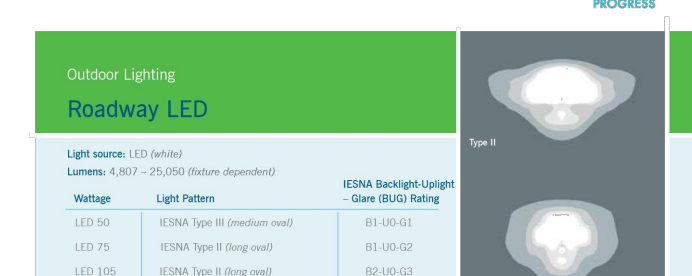 PROGRESS
Outdoor Lighting
Roadway LED
Type II
Light source: LED (white)
Lumens: 4,807 – 25,050 (fixture dependent)
IESNA Backlight-Uplight
Wattage Light Pattern – Glare (BUG) Rating
LED 50 IESNA Type III (medium oval) B1-U0-G1
LED 75 IESNA Type II (long oval) B1-U0-G2
LED 105 IESNA Type II (long oval) B2-U0-G3